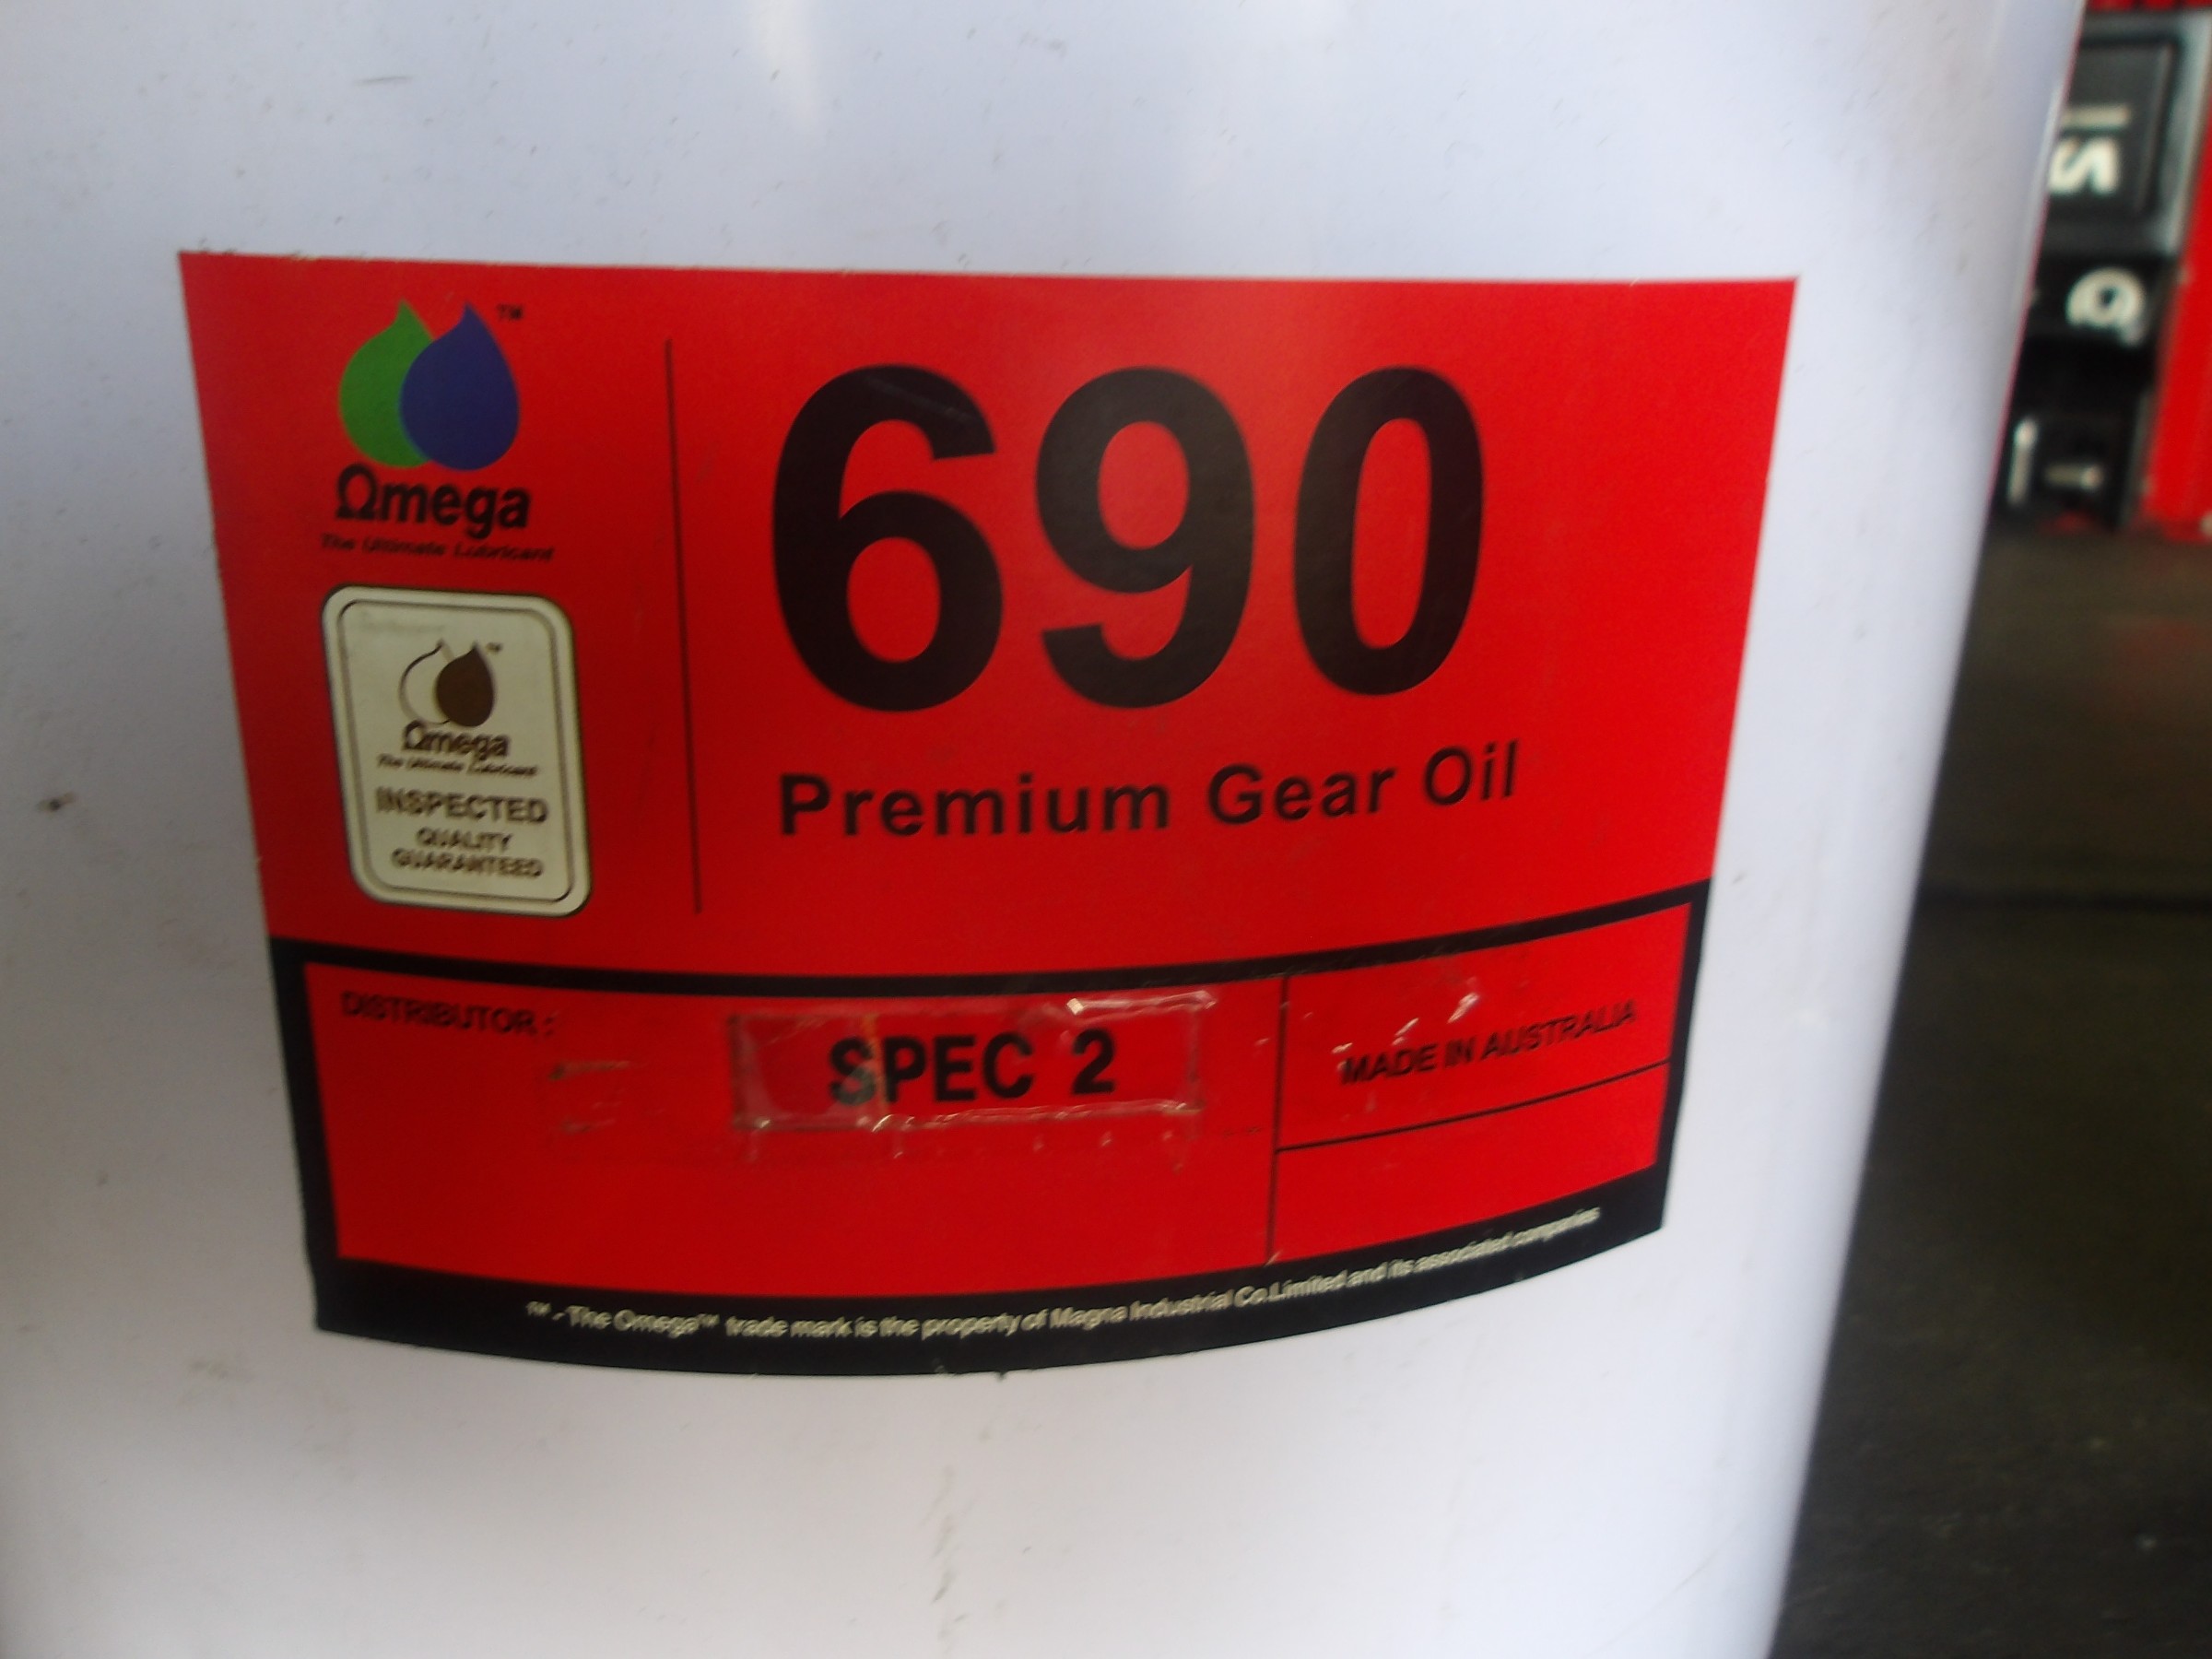 TM
Ωmega
The Ultimate Lubricant
690
Premium Gear Oil
TM
Ωmega
The Ultimate Lubricant
INSPECTED
QUALITY
GUARANTEED
DISTRIBUTOR :
SPEC 2
MADE IN AUSTRALIA
™ - The Omega™ trade mark is the property of Magna Industrial Co.Limited and its associated companies